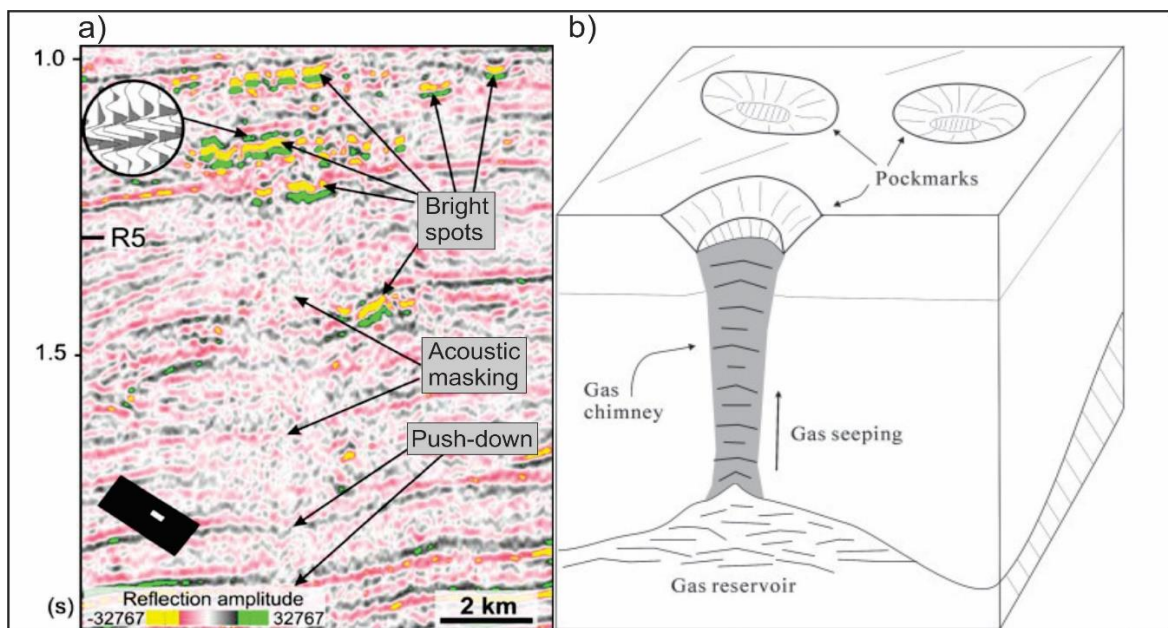 a)
1.0
R5
1.5
(s)
Bright
spots
Acoustic
masking
Push-down
Reflection amplitude
-32767 32767
2 km
b)
Pockmarks
Gas
chimney
Gas seeping
Gas reservoir